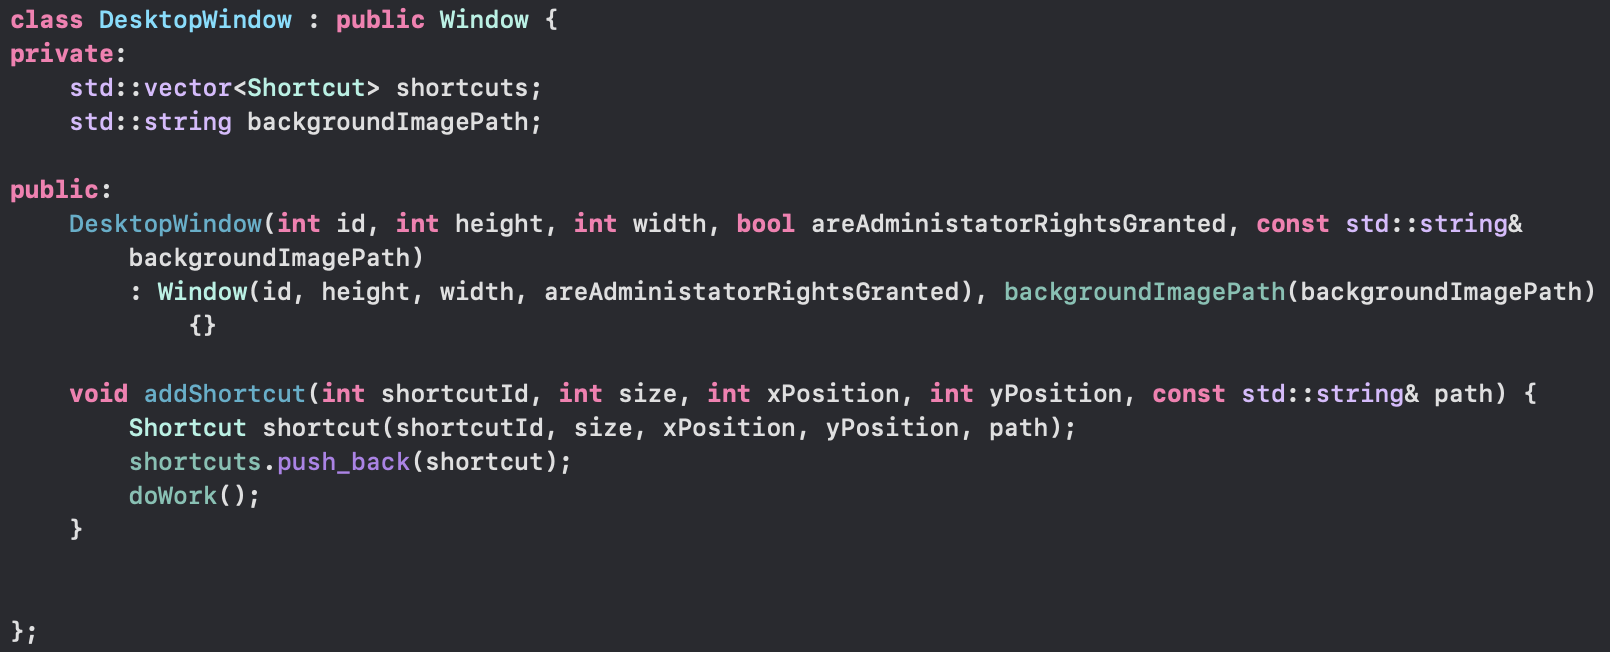 class DesktopWindow : public Window {
private:
    std::vector<Shortcut> shortcuts;
    std::string backgroundImagePath;

public:
    DesktopWindow(int id, int height, int width, bool areAdministatorRightsGranted, const std::string&
        backgroundImagePath)
        : Window(id, height, width, areAdministatorRightsGranted), backgroundImagePath(backgroundImagePath)
            {}

    void addShortcut(int shortcutId, int size, int xPosition, int yPosition, const std::string& path) {
        Shortcut shortcut(shortcutId, size, xPosition, yPosition, path);
        shortcuts.push_back(shortcut);
        doWork();
    }


};